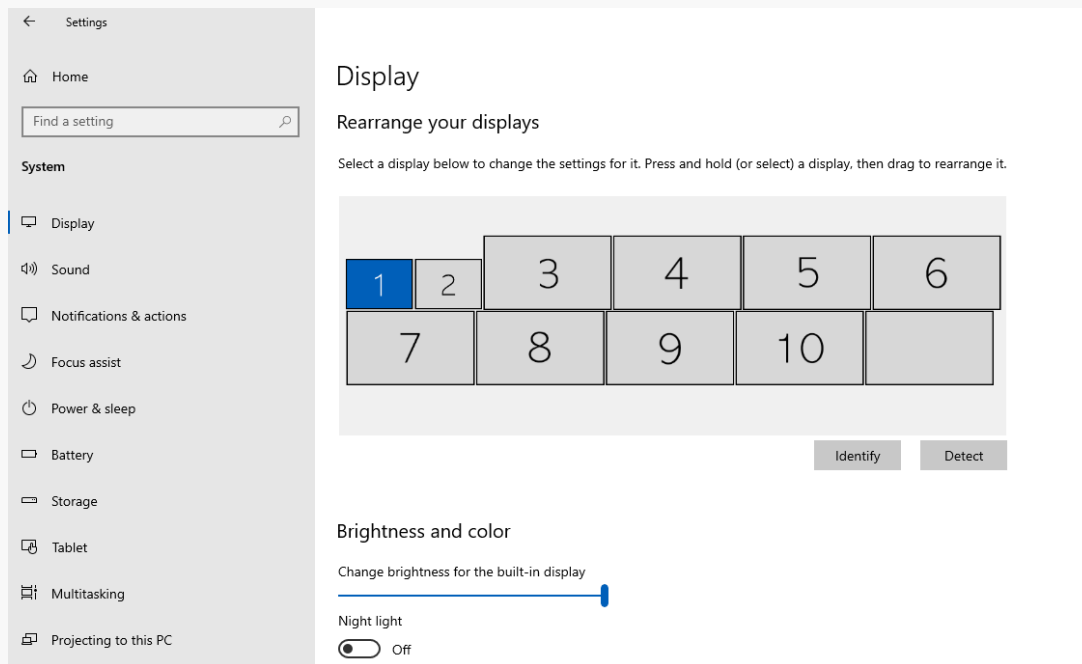 Settings
Home
Find a setting
System
Display
Sound
Notifications & actions
Focus assist
Power & sleep
Battery
Storage
Tablet
Multitasking
Projecting to this PC
Display
Rearrange your displays
Select a display below to change the settings for it. Press and hold (or select) a display, then drag to rearrange it.
1 2 3 4 5 6
7 8 9 10
Identify Detect
Brightness and color
Change brightness for the built-in display
Night light
Off